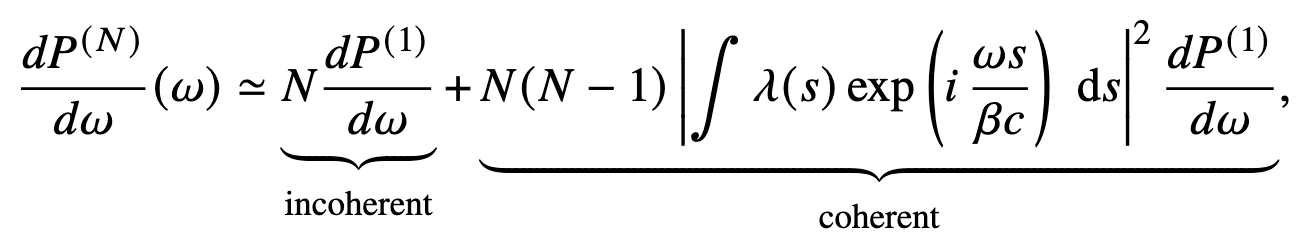 dP^(N)/dω (ω) ≃ N dP^(1)/dω + N(N − 1) |∫ λ(s) exp(i ωs/βc) ds|^2 dP^(1)/dω,
incoherent coherent